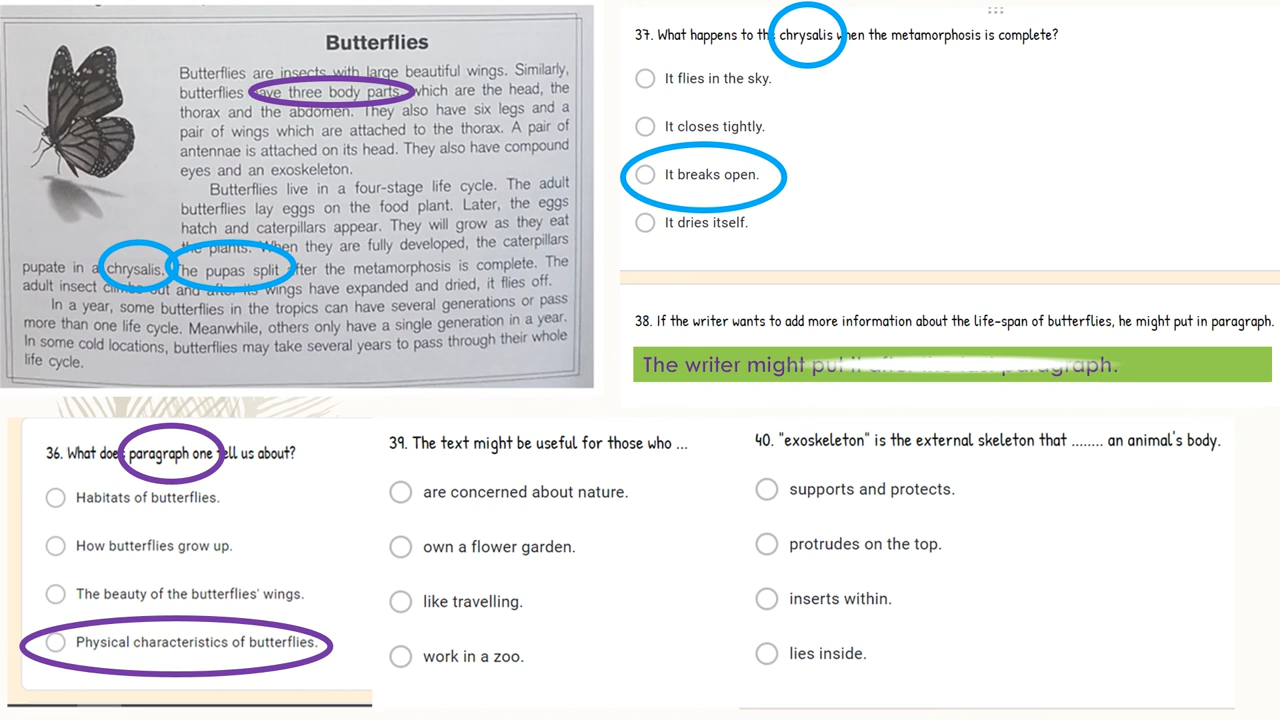 Butterflies
Butterflies are insects with large beautiful wings. Similarly,
butterflies have three body parts, which are the head, the
thorax and the abdomen. They also have six legs and a
pair of wings which are attached to the thorax. A pair of
antennae is attached on its head. They also have compound
eyes and an exoskeleton.
Butterflies live in a four-stage life cycle. The adult
butterflies lay eggs on the food plant. Later, the eggs
hatch and caterpillars appear. They will grow as they eat
the plants. When they are fully developed, the caterpillars
pupate in a chrysalis. The pupas split after the metamorphosis is complete. The
adult insect climbs out and after its wings have expanded and dried, it flies off.
In a year, some butterflies in the tropics can have several generations or pass
more than one life cycle. Meanwhile, others only have a single generation in a year.
In some cold locations, butterflies may take several years to pass through their whole
life cycle.
37. What happens to the chrysalis when the metamorphosis is complete?
It flies in the sky.
It closes tightly.
It breaks open.
It dries itself.
38. If the writer wants to add more information about the life-span of butterflies, he might put in paragraph.
The writer might put it after the last paragraph.
36. What does paragraph one tell us about?
Habitats of butterflies.
How butterflies grow up.
The beauty of the butterflies' wings.
Physical characteristics of butterflies.
39. The text might be useful for those who ...
are concerned about nature.
own a flower garden.
like travelling.
work in a zoo.
40. "exoskeleton" is the external skeleton that ........ an animal's body.
supports and protects.
protrudes on the top.
inserts within.
lies inside.